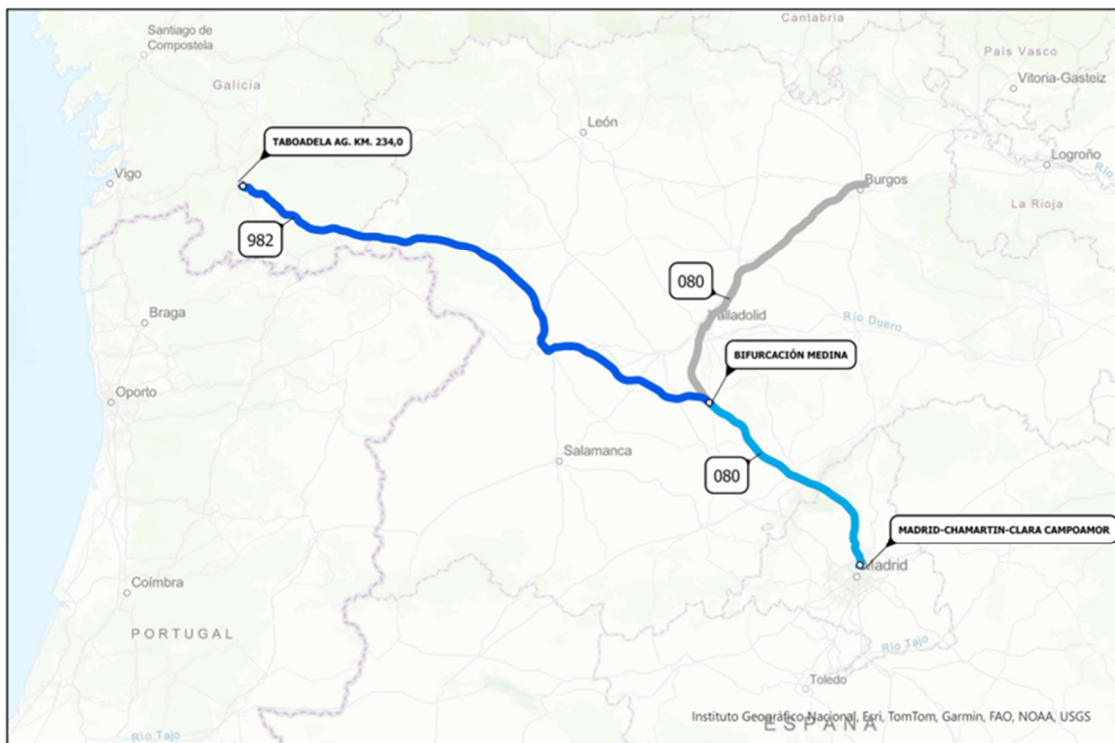 Cantabria
Santiago de
Compostela
País Vasco
Galicia
Vitoria-Gasteiz
León
TABOADELA AG. KM. 234,0
Logroño
Vigo
Burgos
La Rioja
982
080
Valladolid
Braga
Río Duero
BIFURCACIÓN MEDINA
Oporto
Salamanca
080
MADRID-CHAMARTIN-CLARA CAMPOAMOR
Madrid
Coímbra
PORTUGAL
Río Tajo
Toledo
Instituto Geográfico Nacional, Esri, TomTom, Garmin, FAO, NOAA, USGS
ESPAÑA
Río Tajo